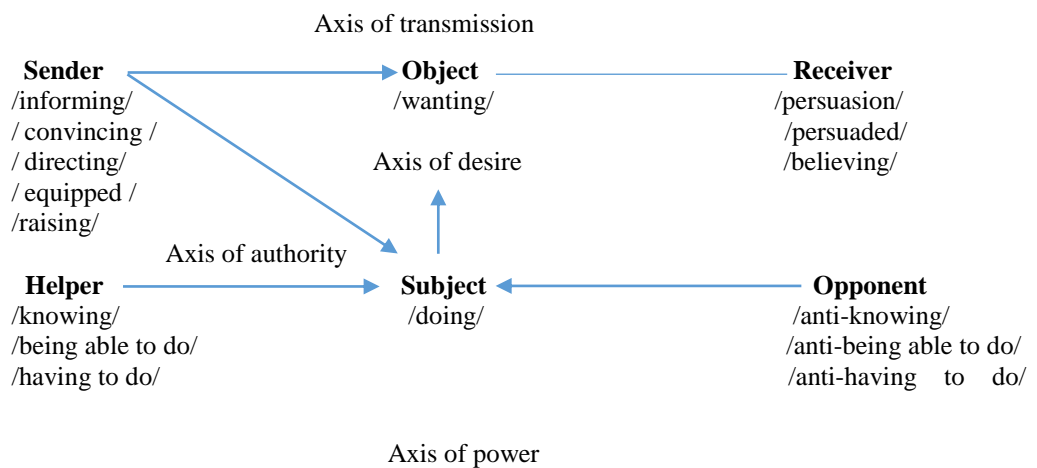 Axis of transmission
Sender Object Receiver
/informing/ /wanting/ /persuasion/
/ convincing / /persuaded/
/ directing/ Axis of desire /believing/
/ equipped /
/raising/
Axis of authority
Helper Subject Opponent
/knowing/ /doing/ /anti-knowing/
/being able to do/ /anti-being able to do/
/having to do/ /anti-having to do/
Axis of power